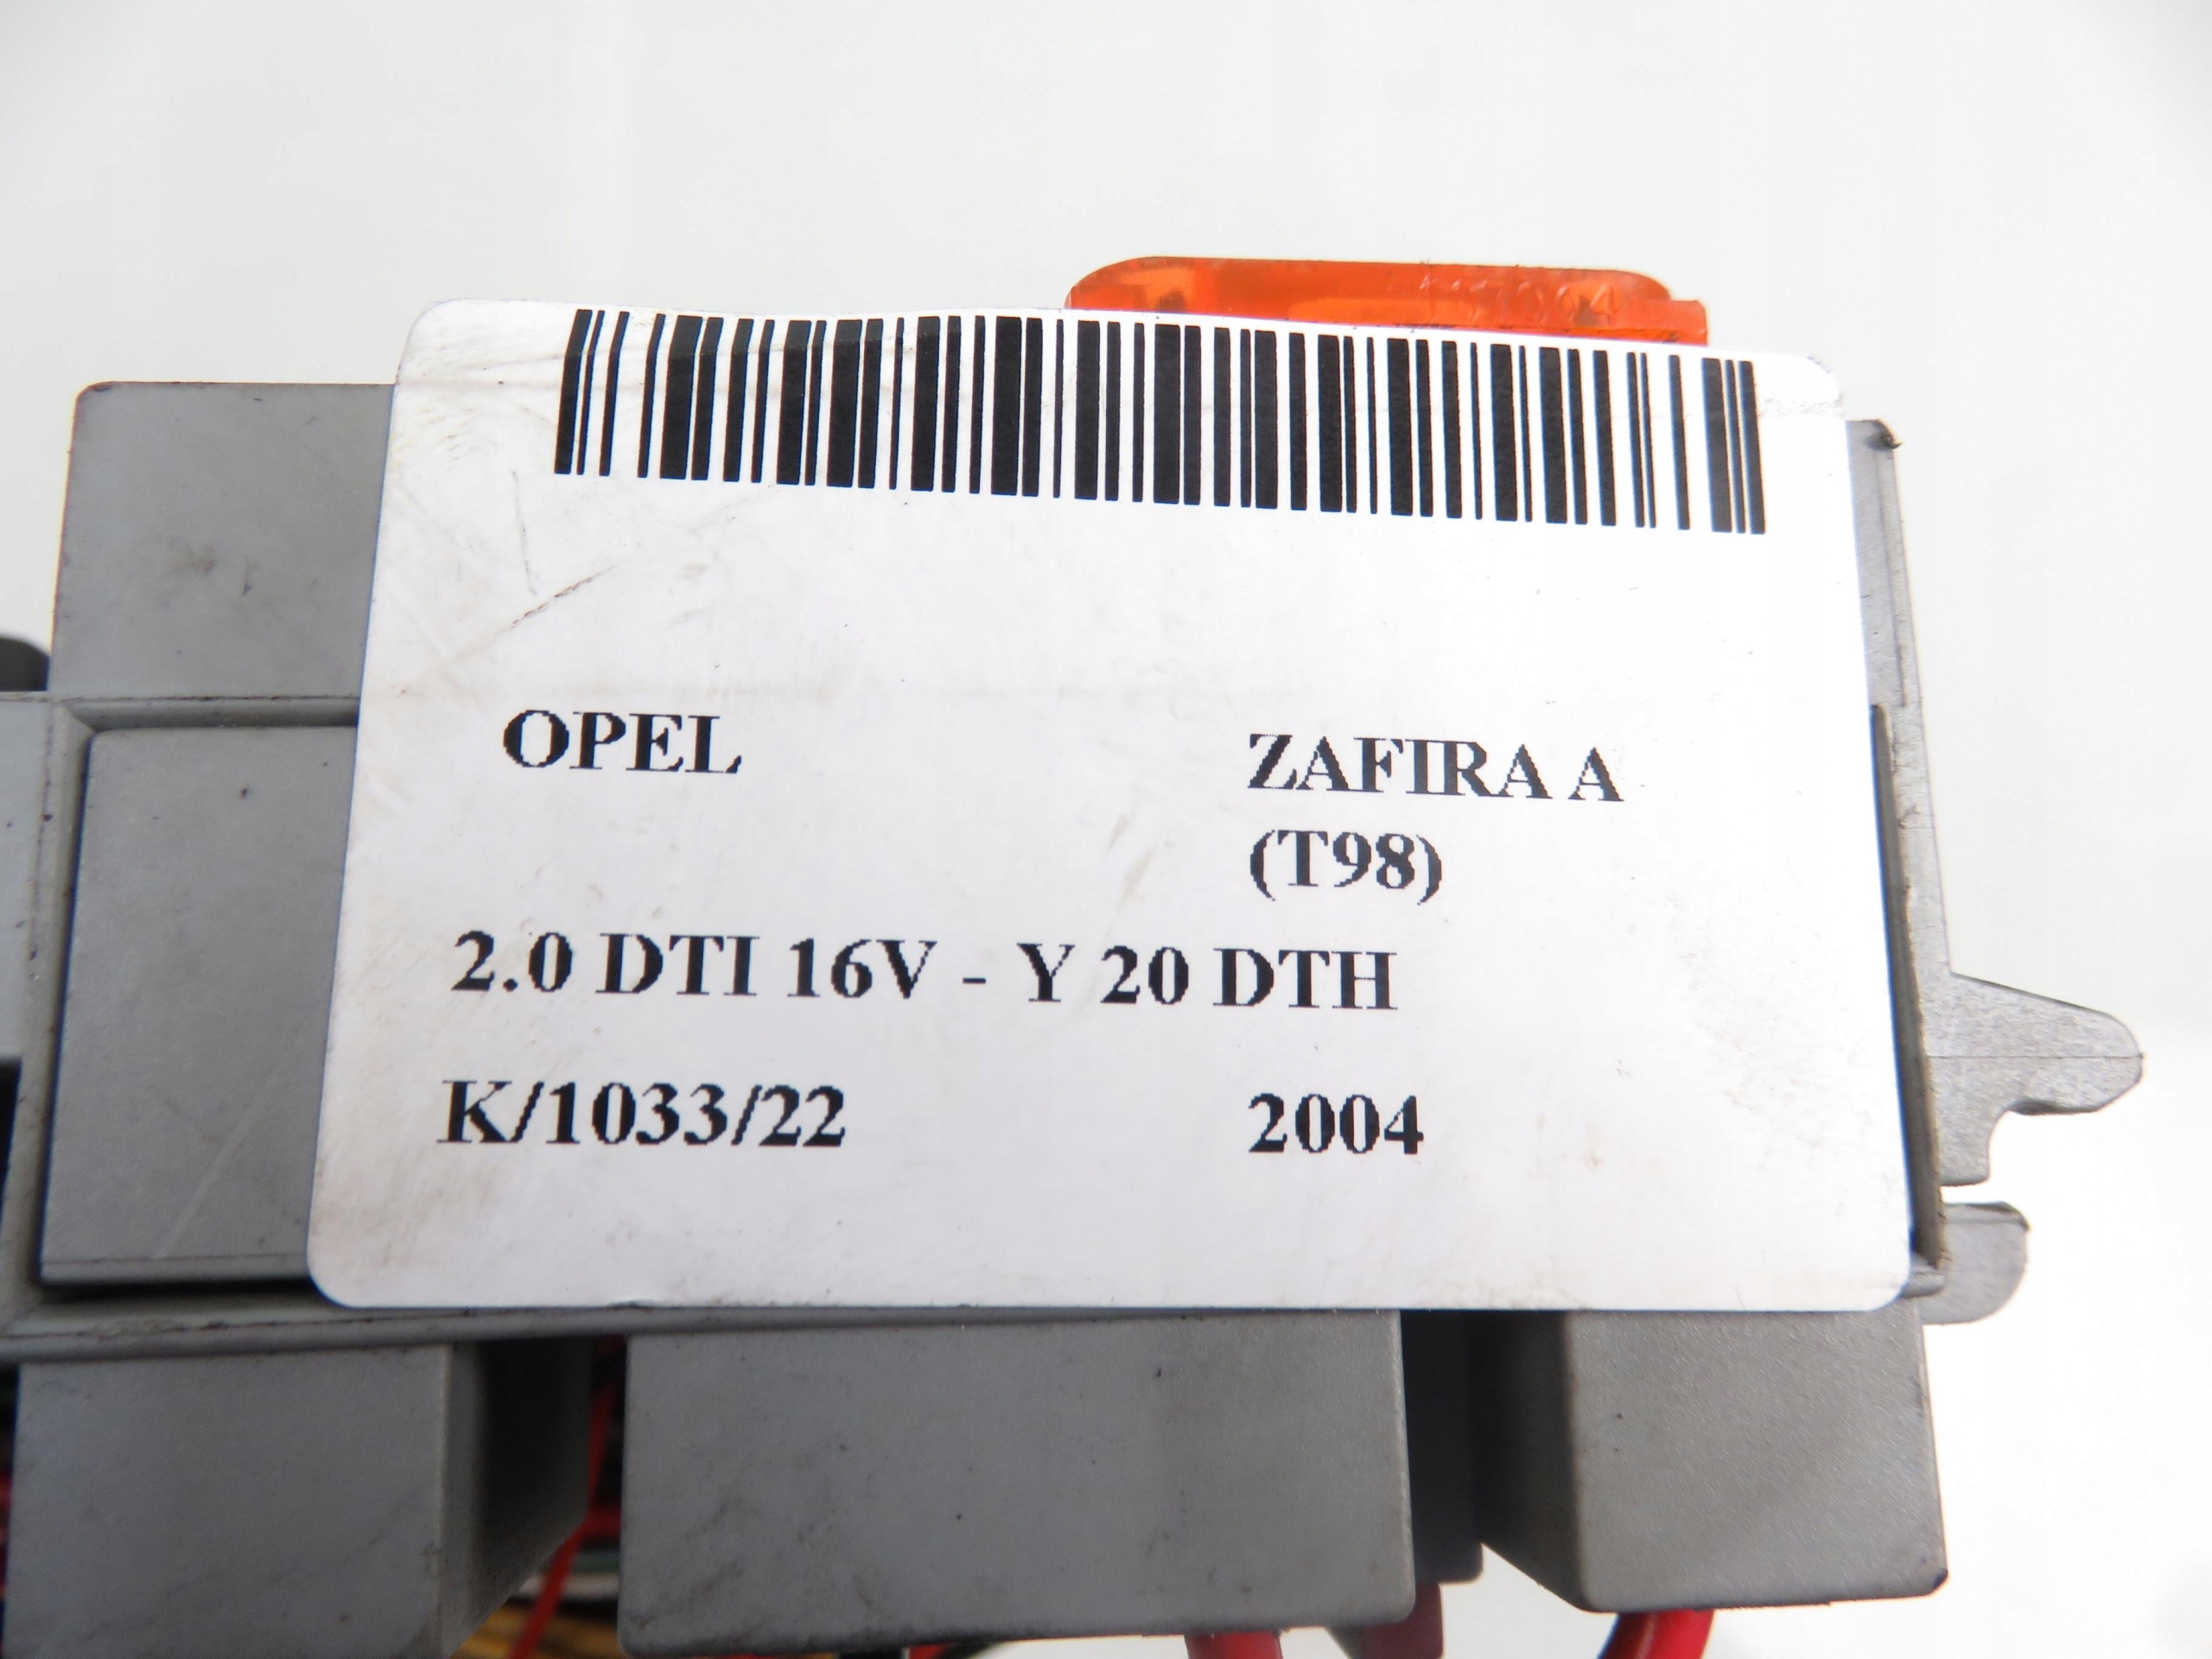 OPEL ZAFIRA A
(T98)
2.0 DTI 16V - Y 20 DTH
K/1033/22 2004